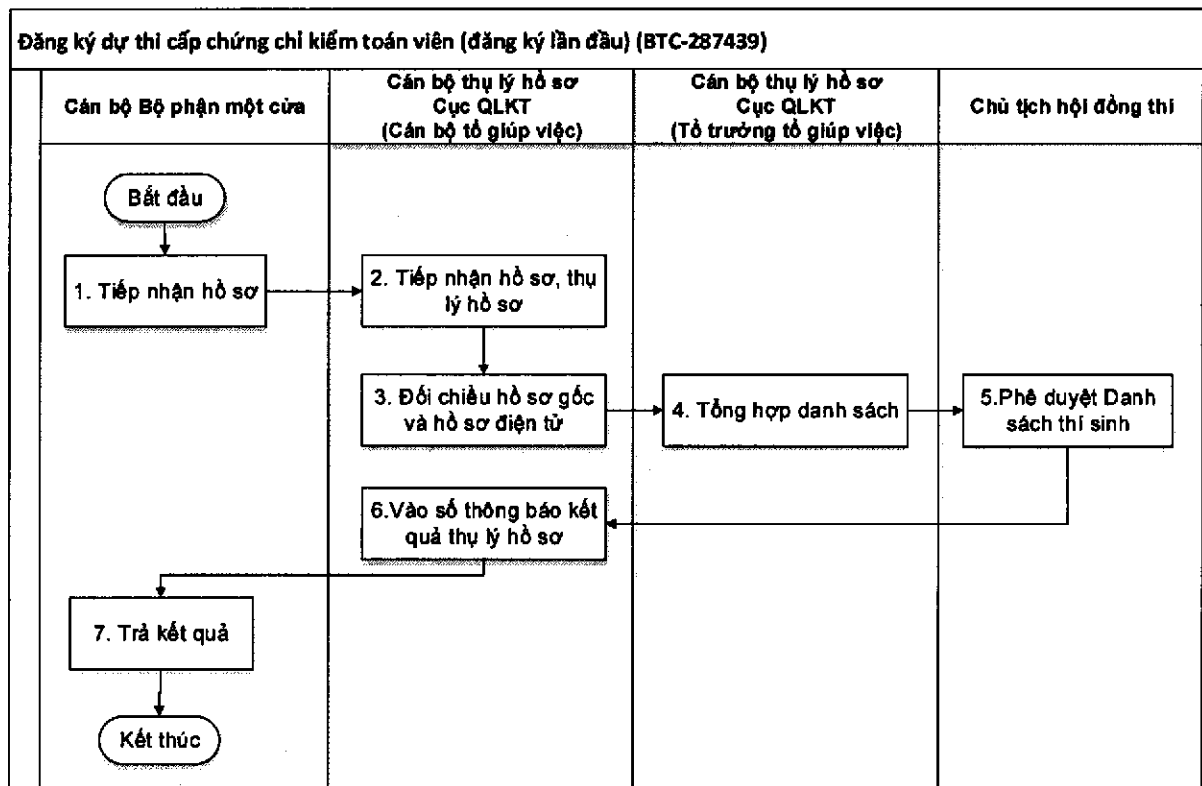 Đăng ký dự thi cấp chứng chỉ kiểm toán viên (đăng ký lần đầu) (BTC-287439)
Cán bộ Bộ phận một cửa
Cán bộ thụ lý hồ sơ
Cục QLKT
(Cán bộ tổ giúp việc)
Cán bộ thụ lý hồ sơ
Cục QLKT
(Tổ trưởng tổ giúp việc)
Chủ tịch hội đồng thi
Bắt đầu
1. Tiếp nhận hồ sơ
2. Tiếp nhận hồ sơ, thụ
lý hồ sơ
3. Đối chiếu hồ sơ gốc
và hồ sơ điện tử
4. Tổng hợp danh sách
5.Phê duyệt Danh
sách thí sinh
6.Vào số thông báo kết
quả thụ lý hồ sơ
7. Trả kết quả
Kết thúc